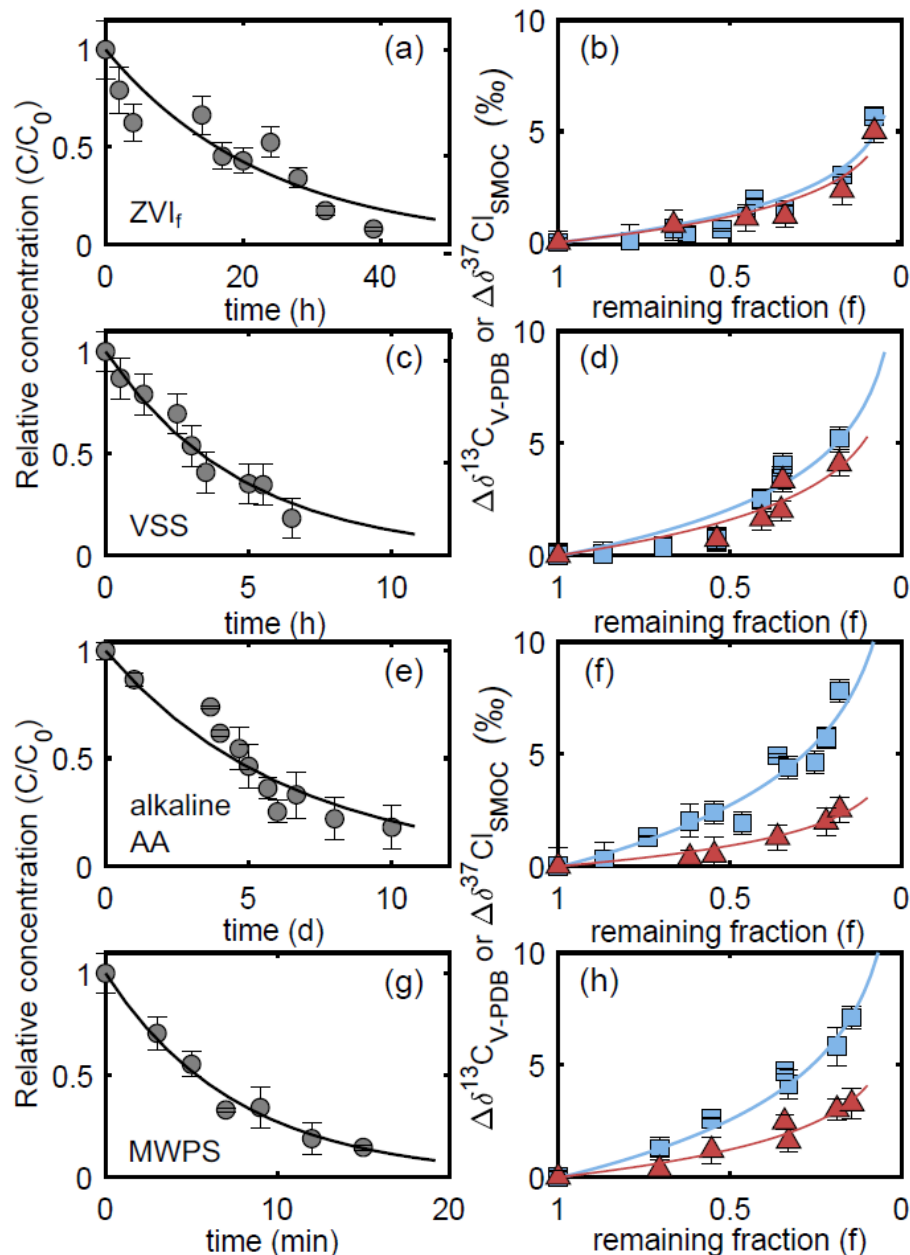 Relative concentration (C/C0)
1
0.5
0
(a)
ZVIf
0
20
40
time (h)
Δδ13CV-PDB or Δδ37ClSMOC (‰)
10
5
0
(b)
1
0.5
0
remaining fraction (f)
1
0.5
0
(c)
VSS
0
5
10
time (h)
10
5
0
(d)
1
0.5
0
remaining fraction (f)
Relative concentration (C/C0)
1
0.5
0
(e)
alkaline
AA
0
5
10
time (d)
Δδ13CV-PDB or Δδ37ClSMOC (‰)
10
5
0
(f)
1
0.5
0
remaining fraction (f)
1
0.5
0
(g)
MWPS
0
10
20
time (min)
10
5
0
(h)
1
0.5
0
remaining fraction (f)